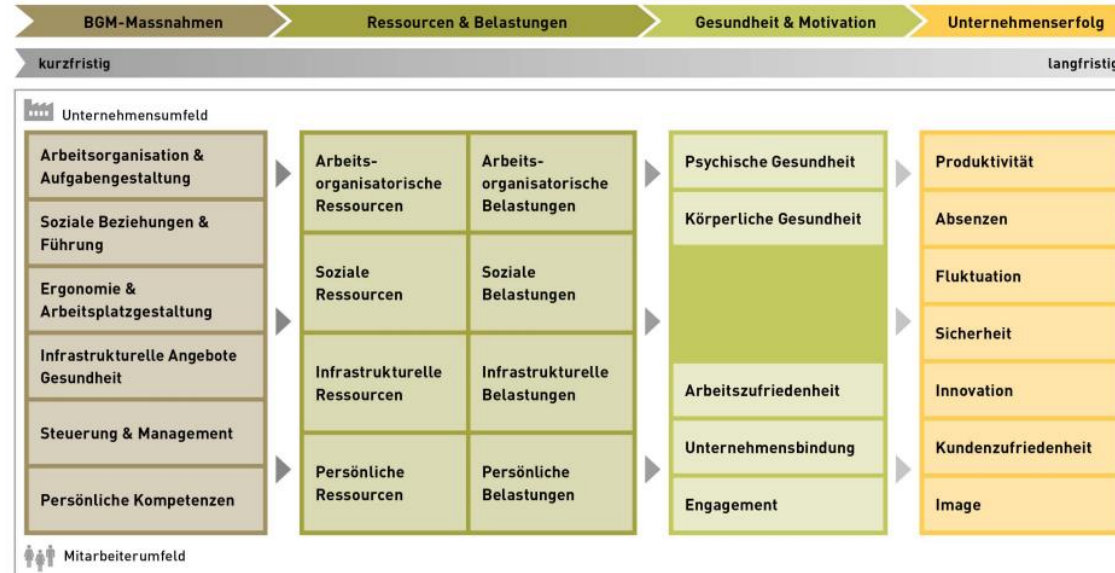 BGM-Massnahmen
Ressourcen & Belastungen
Gesundheit & Motivation
Unternehmenserfolg
kurzfristig
langfristig
Unternehmensumfeld
Arbeitsorganisation &
Aufgabengestaltung
Soziale Beziehungen &
Führung
Ergonomie &
Arbeitsplatzgestaltung
Infrastrukturelle Angebote
Gesundheit
Steuerung & Management
Persönliche Kompetenzen
Arbeits-
organisatorische
Ressourcen
Arbeits-
organisatorische
Belastungen
Soziale
Ressourcen
Soziale
Belastungen
Infrastrukturelle
Ressourcen
Infrastrukturelle
Belastungen
Persönliche
Ressourcen
Persönliche
Belastungen
Psychische Gesundheit
Körperliche Gesundheit
Arbeitszufriedenheit
Unternehmensbindung
Engagement
Produktivität
Absenzen
Fluktuation
Sicherheit
Innovation
Kundenzufriedenheit
Image
Mitarbeiterumfeld